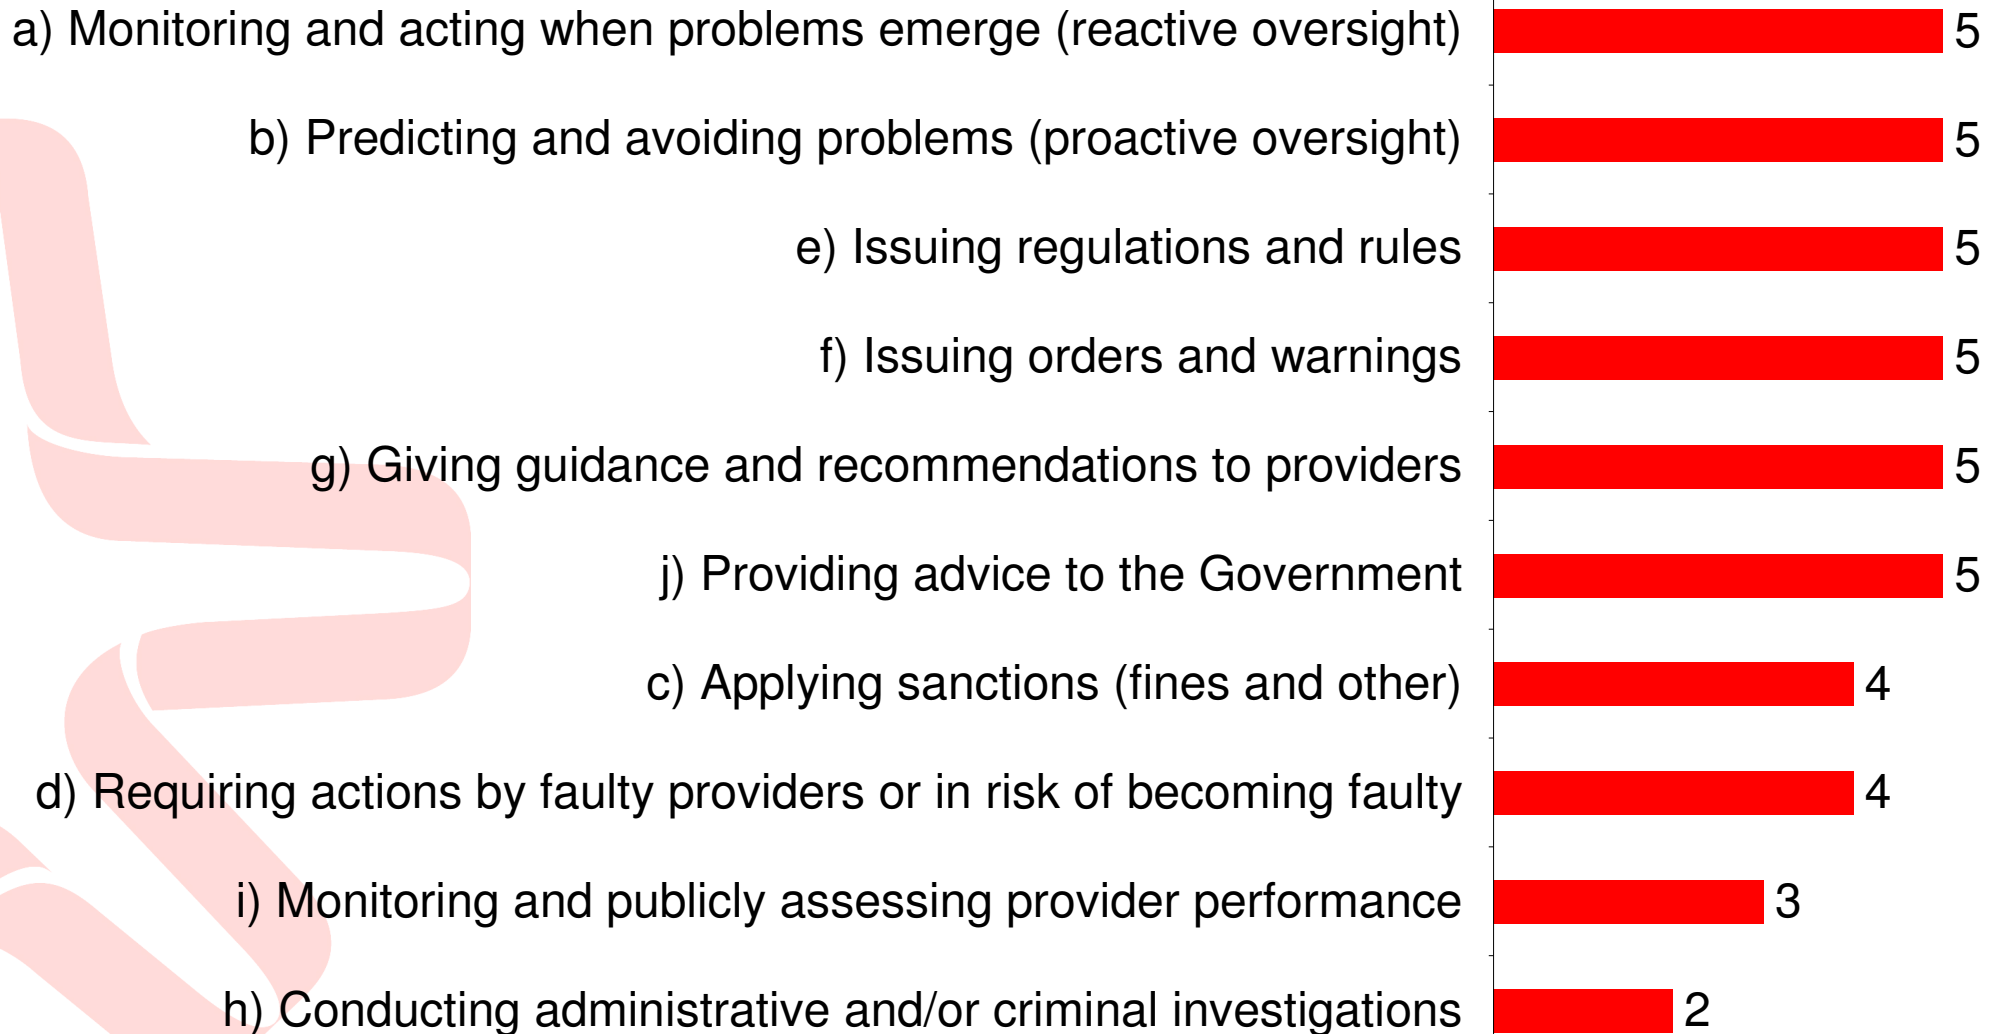 a) Monitoring and acting when problems emerge (reactive oversight) 5
b) Predicting and avoiding problems (proactive oversight) 5
e) Issuing regulations and rules 5
f) Issuing orders and warnings 5
g) Giving guidance and recommendations to providers 5
j) Providing advice to the Government 5
c) Applying sanctions (fines and other) 4
d) Requiring actions by faulty providers or in risk of becoming faulty 4
i) Monitoring and publicly assessing provider performance 3
h) Conducting administrative and/or criminal investigations 2